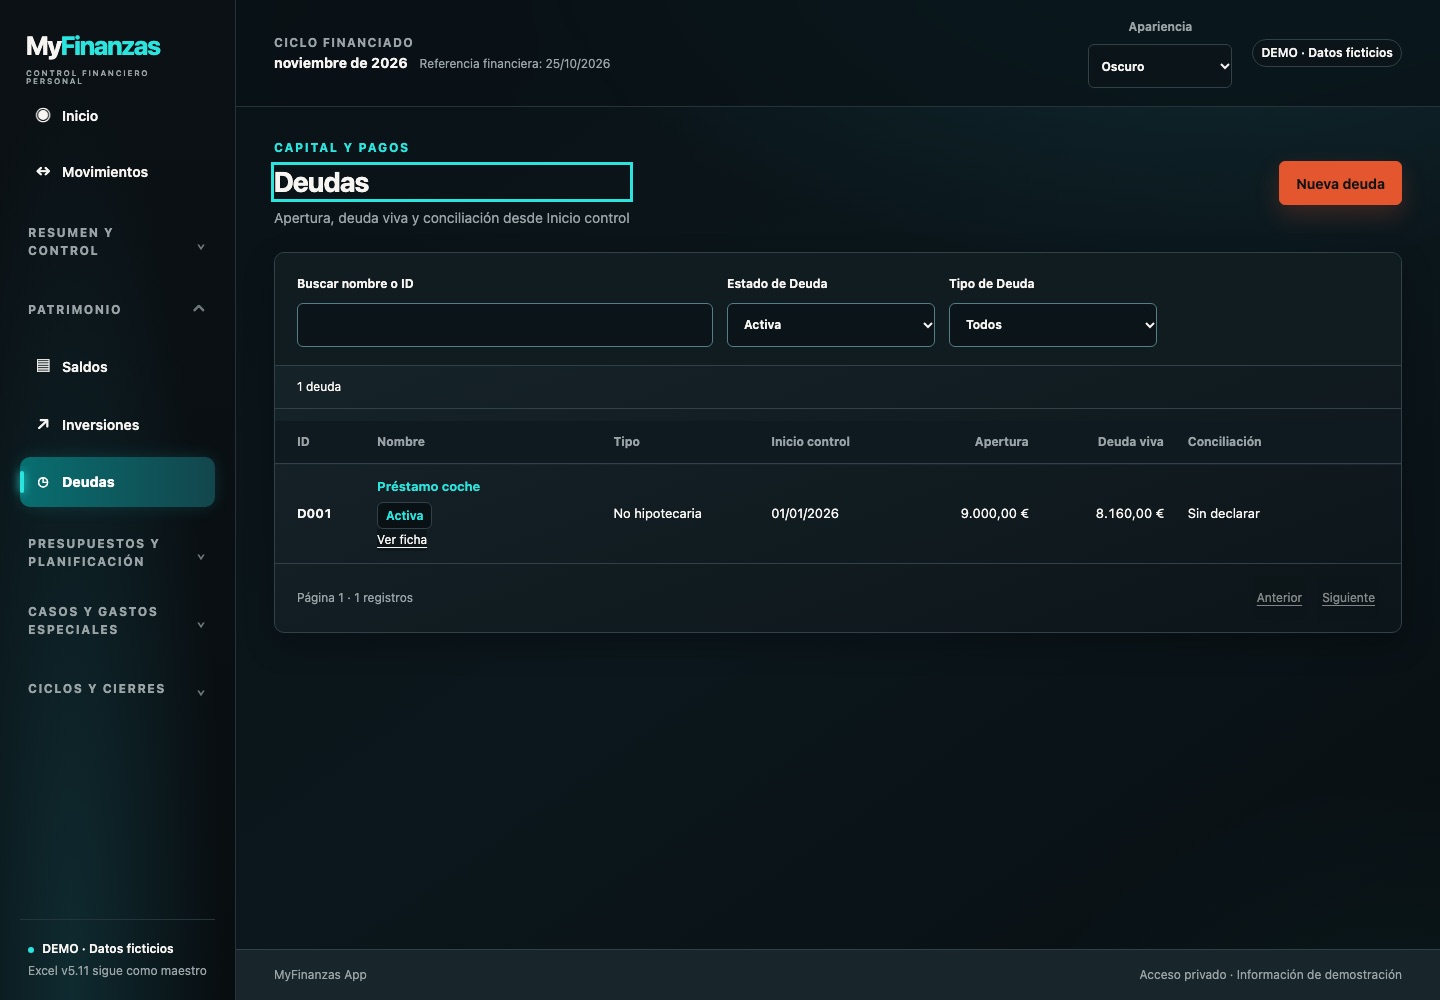 MyFinanzas
CONTROL FINANCIERO
PERSONAL
Inicio
Movimientos
RESUMEN Y
CONTROL
PATRIMONIO
Saldos
Inversiones
Deudas
PRESUPUESTOS Y
PLANIFICACIÓN
CASOS Y GASTOS
ESPECIALES
CICLOS Y CIERRES
DEMO · Datos ficticios
Excel v5.11 sigue como maestro
CICLO FINANCIADO
noviembre de 2026 Referencia financiera: 25/10/2026
Apariencia
Oscuro
DEMO · Datos ficticios
CAPITAL Y PAGOS
Deudas
Apertura, deuda viva y conciliación desde Inicio control
Nueva deuda
Buscar nombre o ID Estado de Deuda Tipo de Deuda
Activa Todos
1 deuda
ID Nombre Tipo Inicio control Apertura Deuda viva Conciliación
Préstamo coche
D001 Activa No hipotecaria 01/01/2026 9.000,00 € 8.160,00 € Sin declarar
Ver ficha
Página 1 · 1 registros Anterior Siguiente
MyFinanzas App Acceso privado · Información de demostración